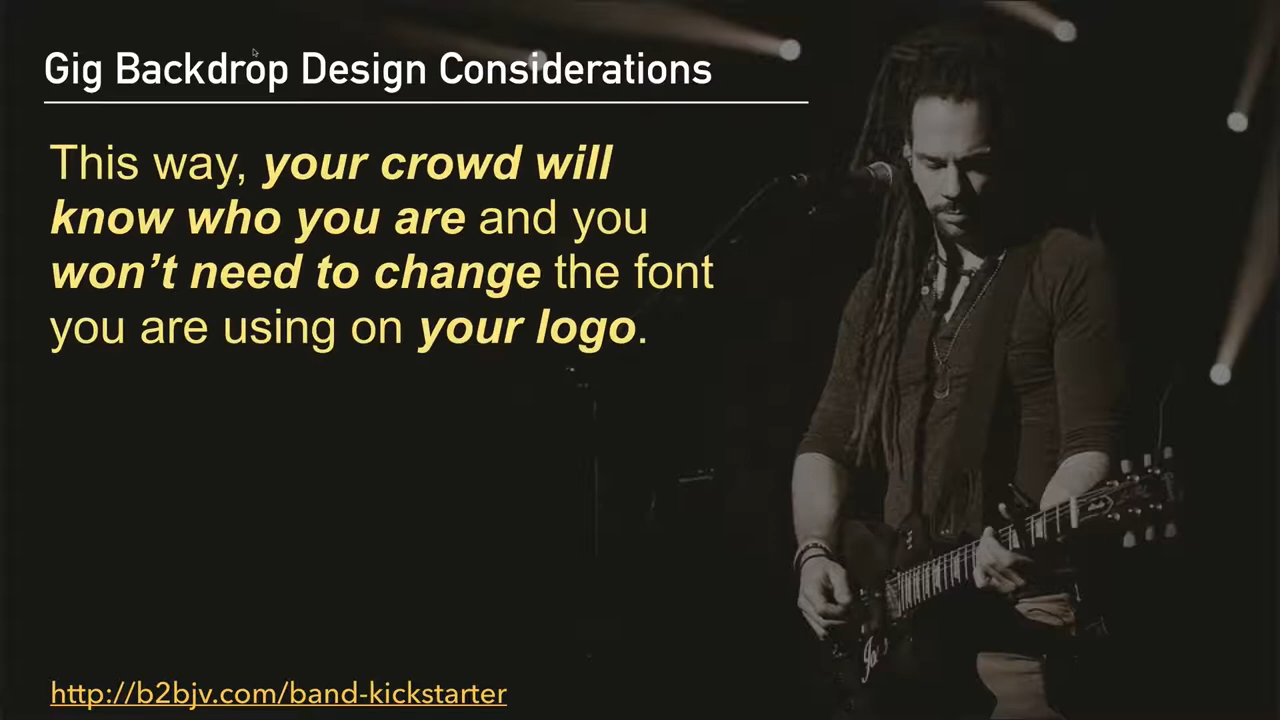 Gig Backdrop Design Considerations
This way, your crowd will
know who you are and you
won’t need to change the font
you are using on your logo.
http://b2bjv.com/band-kickstarter